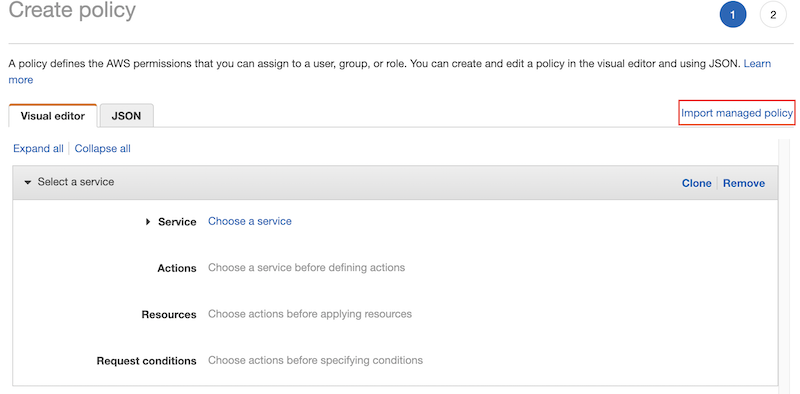 Create policy
1 2
A policy defines the AWS permissions that you can assign to a user, group, or role. You can create and edit a policy in the visual editor and using JSON. Learn
more
Visual editor JSON Import managed policy
Expand all Collapse all
Select a service Clone Remove
Service Choose a service
Actions Choose a service before defining actions
Resources Choose actions before applying resources
Request conditions Choose actions before specifying conditions